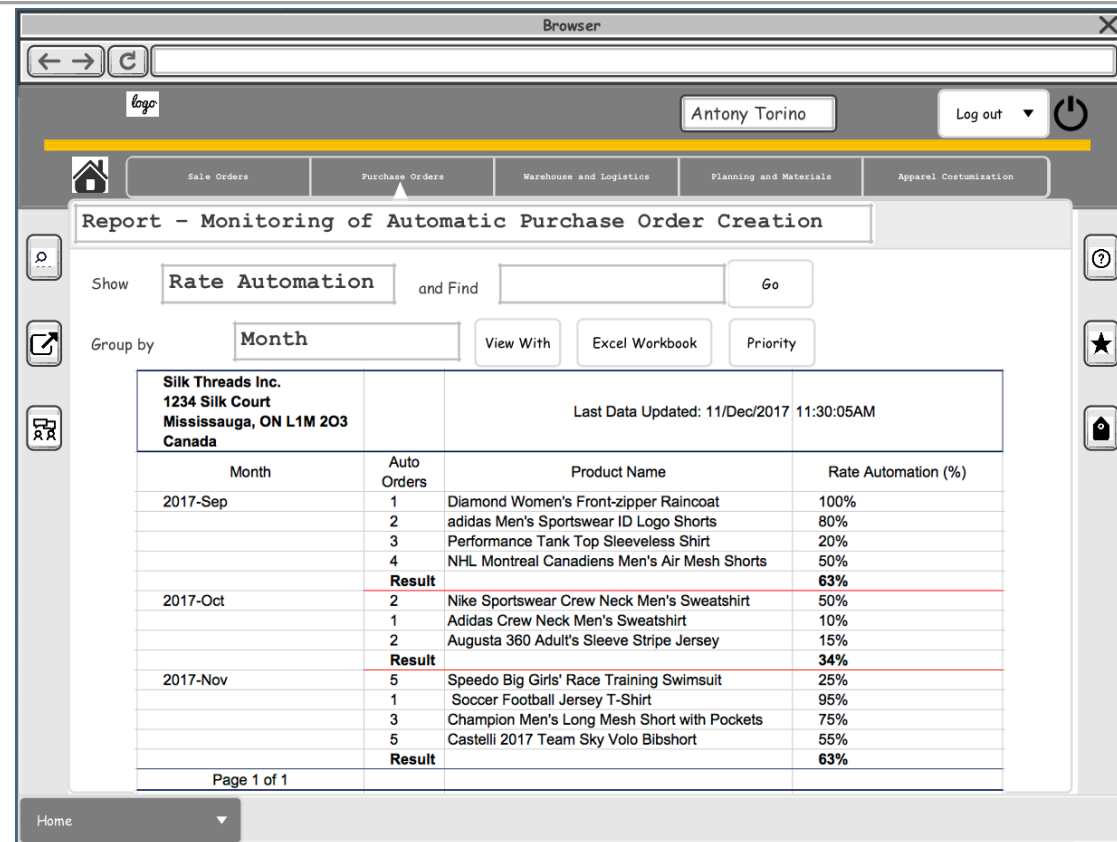 Browser
logo
Antony Torino
Log out
Sale Orders Purchase Orders Warehouse and Logistics Planning and Materials Apparel Costumization
Report - Monitoring of Automatic Purchase Order Creation
Show Rate Automation and Find Go
Group by Month View With Excel Workbook Priority
Silk Threads Inc.
1234 Silk Court
Mississauga, ON L1M 2O3
Canada
Last Data Updated: 11/Dec/2017 11:30:05AM
Month Auto Orders Product Name Rate Automation (%)
2017-Sep 1 Diamond Women's Front-zipper Raincoat 100%
2 adidas Men's Sportswear ID Logo Shorts 80%
3 Performance Tank Top Sleeveless Shirt 20%
4 NHL Montreal Canadiens Men's Air Mesh Shorts 50%
Result 63%
2017-Oct 2 Nike Sportswear Crew Neck Men's Sweatshirt 50%
1 Adidas Crew Neck Men's Sweatshirt 10%
2 Augusta 360 Adult's Sleeve Stripe Jersey 15%
Result 34%
2017-Nov 5 Speedo Big Girls' Race Training Swimsuit 25%
1 Soccer Football Jersey T-Shirt 95%
3 Champion Men's Long Mesh Short with Pockets 75%
5 Castelli 2017 Team Sky Volo Bibshort 55%
Result 63%
Page 1 of 1
Home